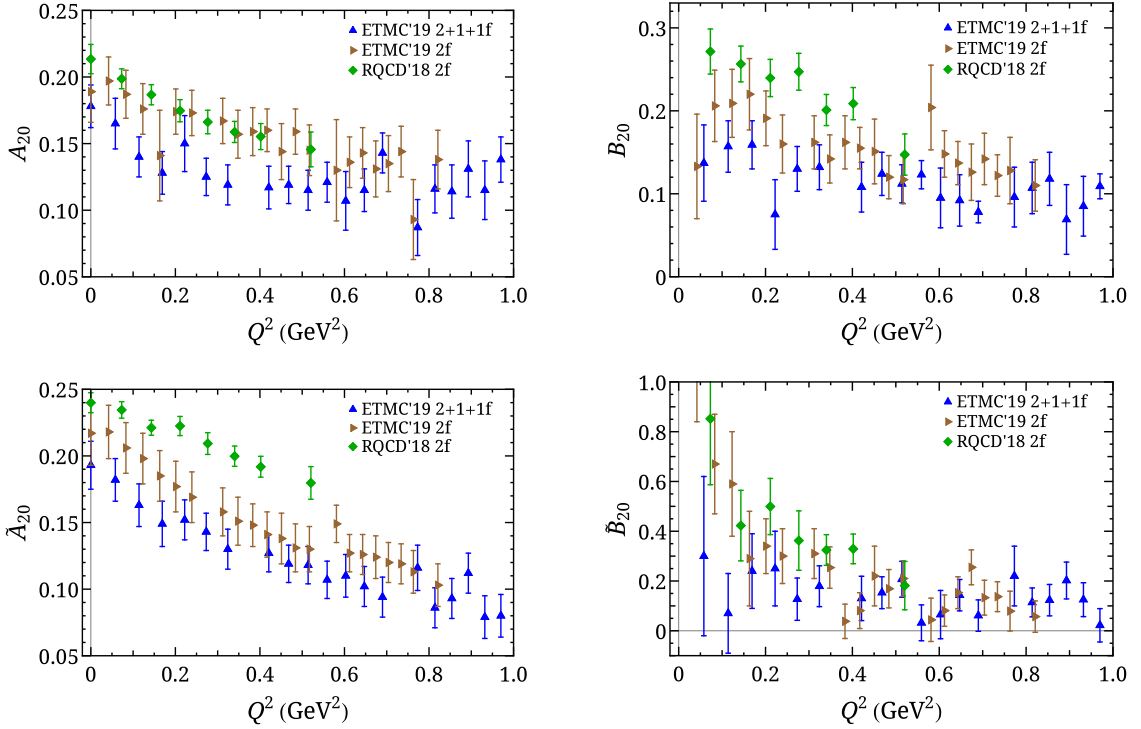 0.25
0.20
0.15
0.10
0.05
A₂₀
ETMC'19 2+1+1f
ETMC'19 2f
RQCD'18 2f
0 0.2 0.4 0.6 0.8 1.0
Q² (GeV²)
0.3
0.2
0.1
0
B₂₀
ETMC'19 2+1+1f
ETMC'19 2f
RQCD'18 2f
0 0.2 0.4 0.6 0.8 1.0
Q² (GeV²)
0.25
0.20
0.15
0.10
0.05
Ã₂₀
ETMC'19 2+1+1f
ETMC'19 2f
RQCD'18 2f
0 0.2 0.4 0.6 0.8 1.0
Q² (GeV²)
1.0
0.8
0.6
0.4
0.2
0
B̃₂₀
ETMC'19 2+1+1f
ETMC'19 2f
RQCD'18 2f
0 0.2 0.4 0.6 0.8 1.0
Q² (GeV²)